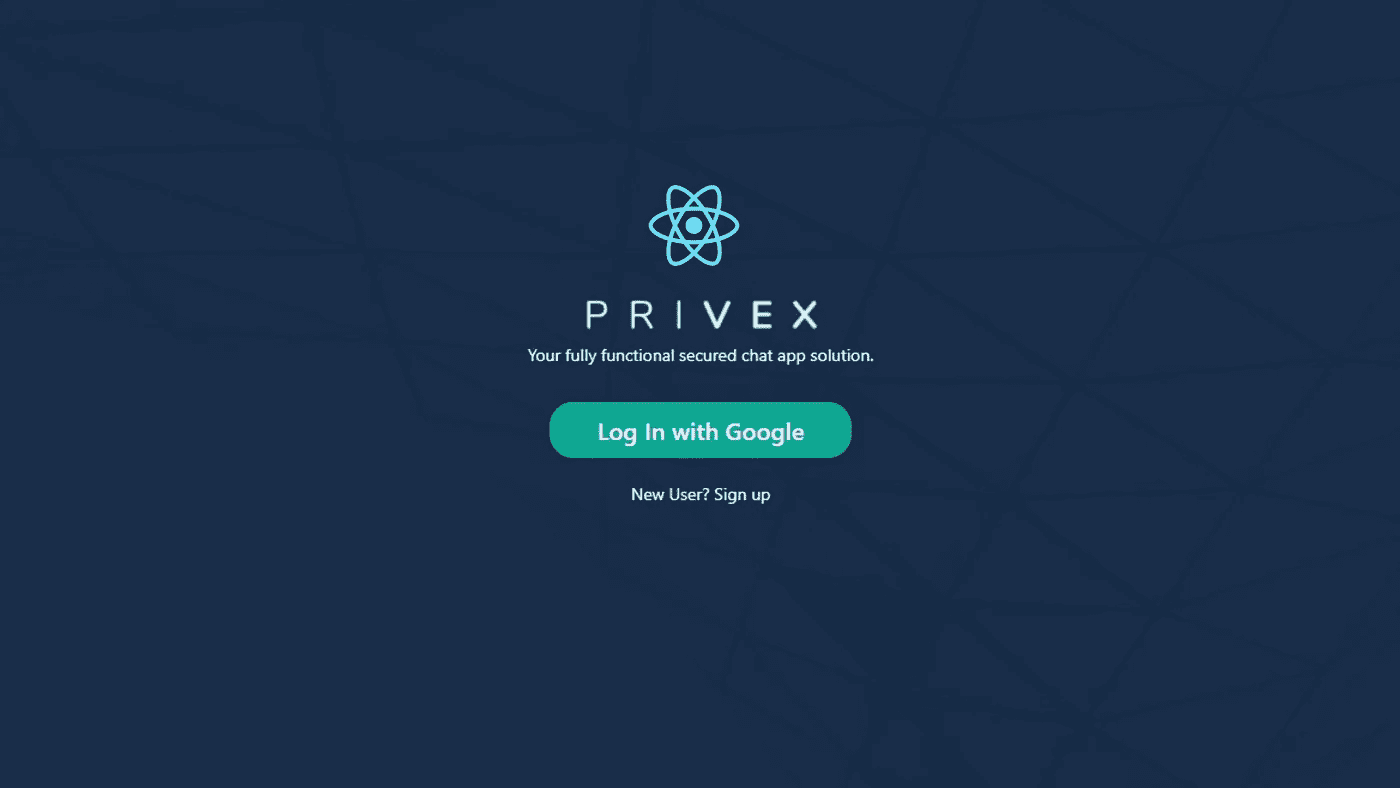 PRIVEX
Your fully functional secured chat app solution.
Log In with Google
New User? Sign up